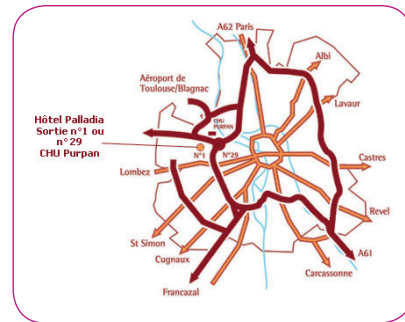 A62 Paris
Albi
Aéroport de
Toulouse/Blagnac
Lavaur
Hôtel Palladia
Sortie n°1 ou
n°29
CHU Purpan
CHU
PURPAN
N°1
N°29
Lombez
Castres
Revel
St Simon
Cugnaux
A61
Carcassonne
Francazal